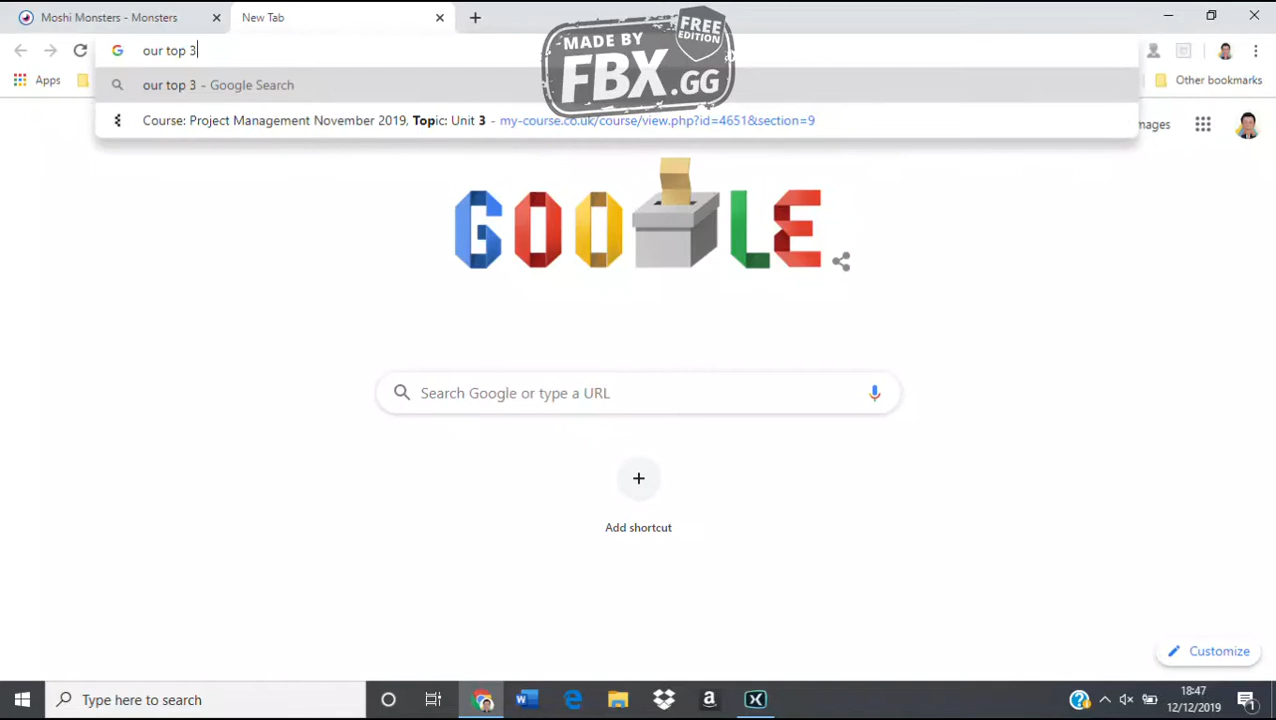 Moshi Monsters - Monsters
New Tab
our top 3
our top 3 - Google Search
Course: Project Management November 2019, Topic: Unit 3 - my-course.co.uk/course/view.php?id=4651&section=9
MADE BY
FBX.GG
FREE
EDITION
Apps
Other bookmarks
mages
GOOLE
Search Google or type a URL
Add shortcut
Customize
Type here to search
18:47
12/12/2019
1